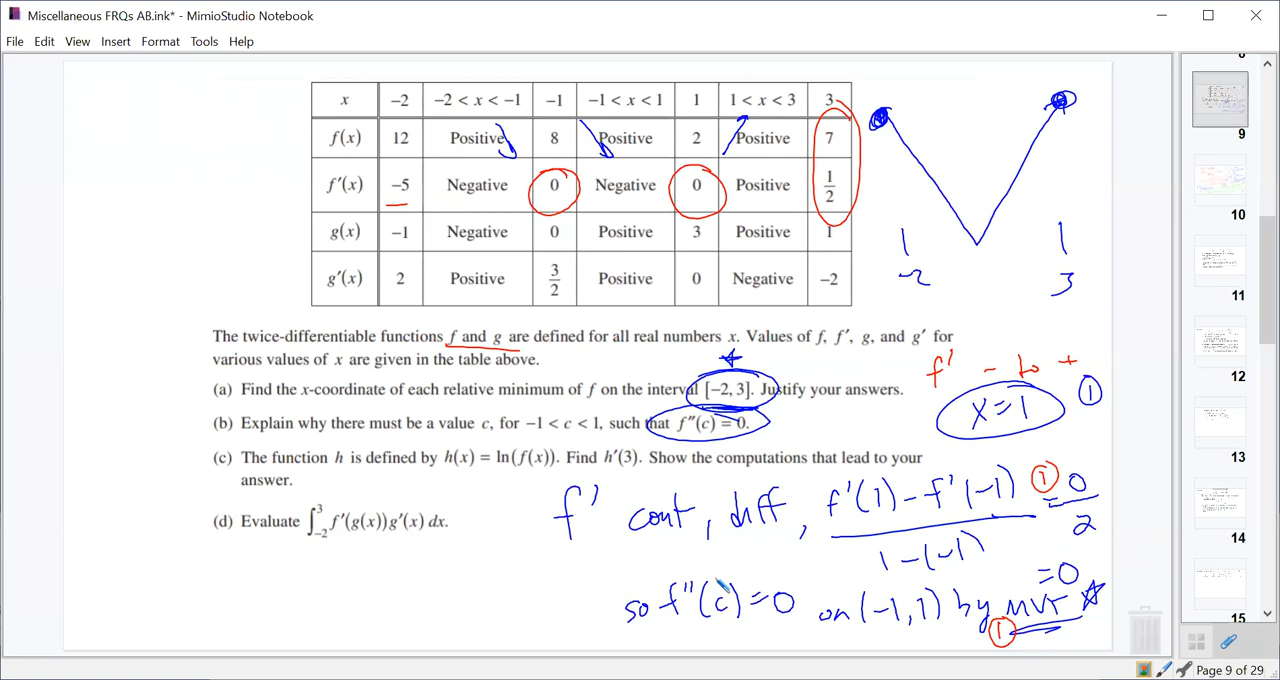 Miscellaneous FRQs AB.ink* - MimioStudio Notebook
File Edit View Insert Format Tools Help
x −2 −2 < x < −1 −1 −1 < x < 1 1 1 < x < 3 3
f(x) 12 Positive 8 Positive 2 Positive 7
f′(x) −5 Negative 0 Negative 0 Positive 1/2
g(x) −1 Negative 0 Positive 3 Positive 1
g′(x) 2 Positive 3/2 Positive 0 Negative −2
-2 3
The twice-differentiable functions f and g are defined for all real numbers x. Values of f, f′, g, and g′ for
various values of x are given in the table above.
f' - to +
(a) Find the x-coordinate of each relative minimum of f on the interval [−2, 3]. Justify your answers.
x=1 1
(b) Explain why there must be a value c, for −1 < c < 1, such that f″(c) = 0.
(c) The function h is defined by h(x) = ln(f(x)). Find h′(3). Show the computations that lead to your
answer.
(d) Evaluate ∫_{−2}^{3} f′(g(x))g′(x) dx.
f' cont, diff, f'(1) - f'(-1) / 1-(-1) 1 = 0/2
=0
so f"(c)=0 on (-1,1) by MVT
1
8
9
10
11
12
13
14
15
Page 9 of 29